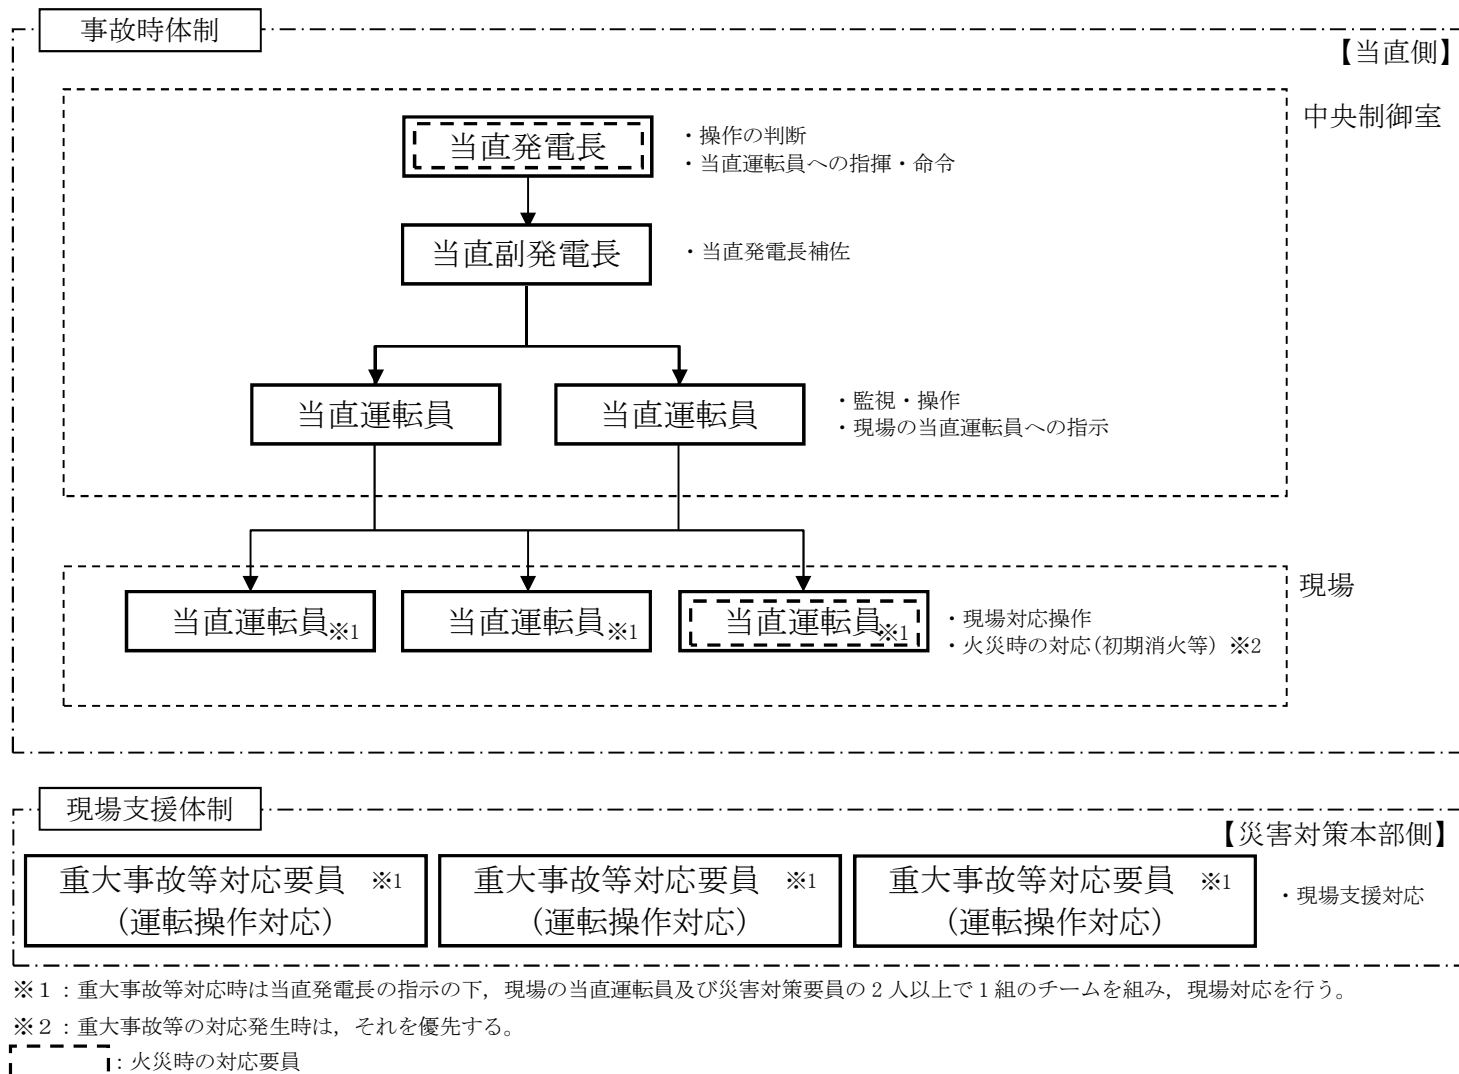 事故時体制
【当直側】
中央制御室
当直発電長
・操作の判断
・当直運転員への指揮・命令
当直副発電長
・当直発電長補佐
当直運転員
当直運転員
・監視・操作
・現場の当直運転員への指示
現場
当直運転員※1
当直運転員※1
当直運転員※1
・現場対応操作
・火災時の対応(初期消火等) ※2
現場支援体制
【災害対策本部側】
重大事故等対応要員 ※1
(運転操作対応)
重大事故等対応要員 ※1
(運転操作対応)
重大事故等対応要員 ※1
(運転操作対応)
・現場支援対応
※1:重大事故等対応時は当直発電長の指示の下，現場の当直運転員及び災害対策要員の2人以上で1組のチームを組み，現場対応を行う。
※2:重大事故等の対応発生時は，それを優先する。
:火災時の対応要員